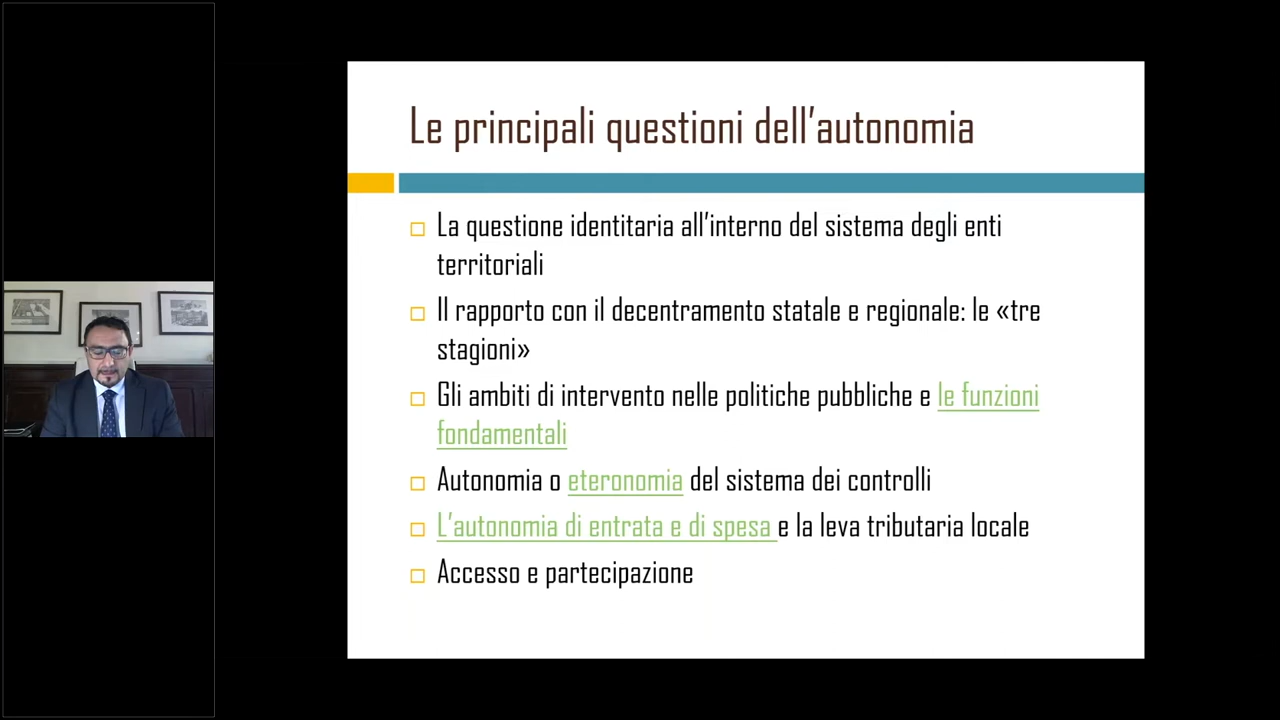 Le principali questioni dell'autonomia
La questione identitaria all'interno del sistema degli enti
territoriali
Il rapporto con il decentramento statale e regionale: le «tre
stagioni»
Gli ambiti di intervento nelle politiche pubbliche e le funzioni
fondamentali
Autonomia o eteronomia del sistema dei controlli
L'autonomia di entrata e di spesa e la leva tributaria locale
Accesso e partecipazione